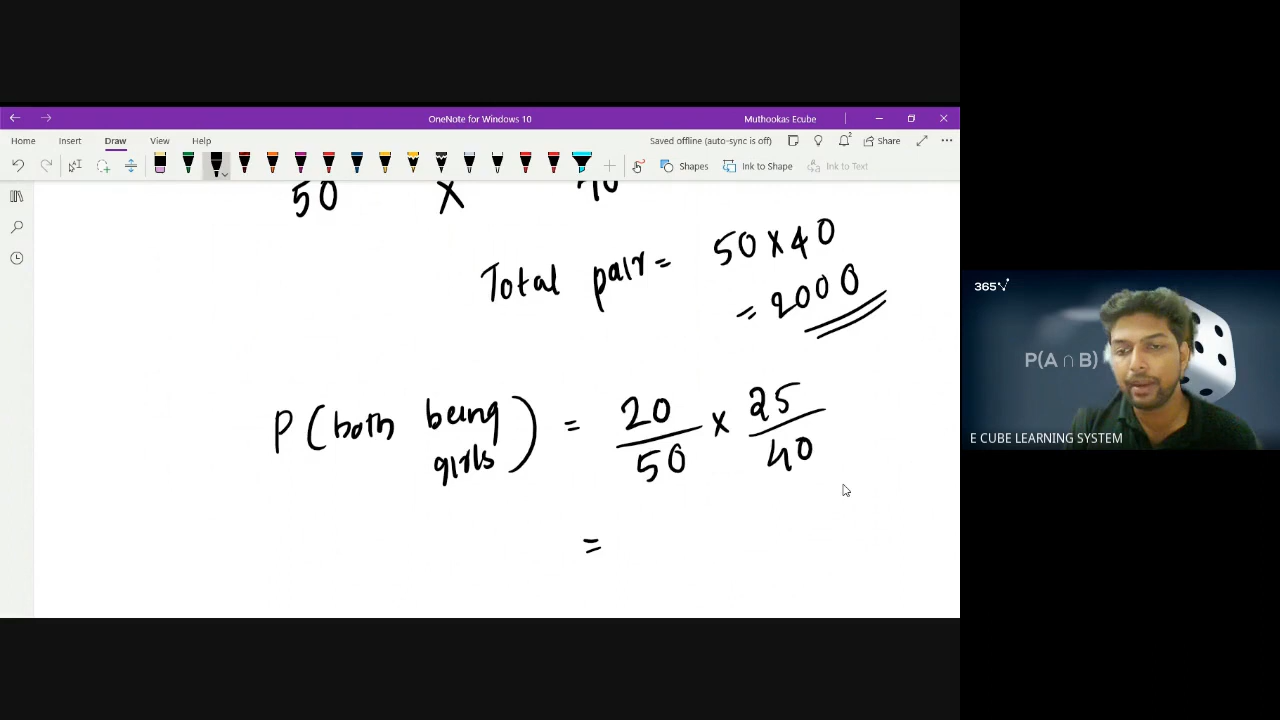 OneNote for Windows 10
Muthookas Ecube
Home Insert Draw View Help
Saved offline (auto-sync is off)
2
Share
Shapes
Ink to Shape
Ink to Text
50 X 40
Total pair = 50 X 40
= 2000
P(both being girls) = 20/50 x 25/40
=
365
P(A ∩ B)
E CUBE LEARNING SYSTEM